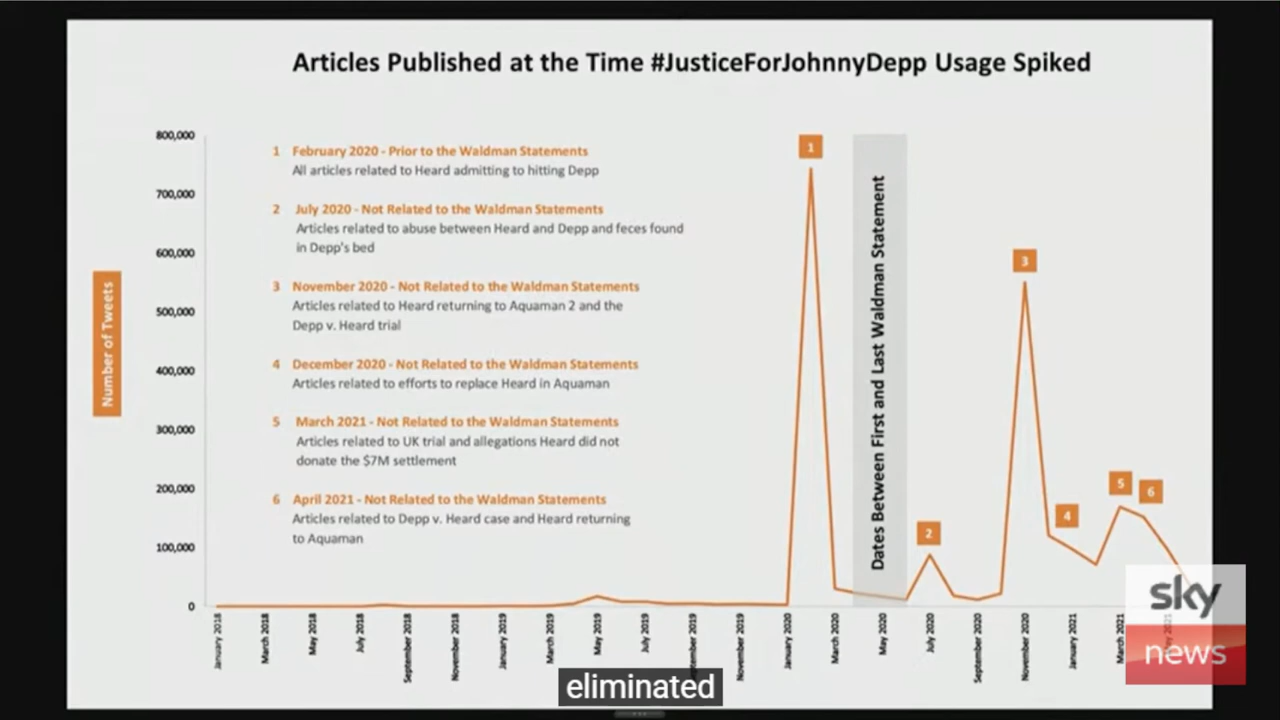 Articles Published at the Time #JusticeForJohnnyDepp Usage Spiked
800,000
700,000
600,000
500,000
400,000
300,000
200,000
100,000
0
Number of Tweets
1 February 2020 - Prior to the Waldman Statements
All articles related to Heard admitting to hitting Depp
2 July 2020 - Not Related to the Waldman Statements
Articles related to abuse between Heard and Depp and feces found
in Depp's bed
3 November 2020 - Not Related to the Waldman Statements
Articles related to Heard returning to Aquaman 2 and the
Depp v. Heard trial
4 December 2020 - Not Related to the Waldman Statements
Articles related to efforts to replace Heard in Aquaman
5 March 2021 - Not Related to the Waldman Statements
Articles related to UK trial and allegations Heard did not
donate the $7M settlement
6 April 2021 - Not Related to the Waldman Statements
Articles related to Depp v. Heard case and Heard returning
to Aquaman
1
Dates Between First and Last Waldman Statement
2
3
4
5
6
January 2018
March 2018
May 2018
July 2018
September 2018
November 2018
January 2019
March 2019
May 2019
July 2019
September 2019
November 2019
January 2020
March 2020
May 2020
July 2020
September 2020
November 2020
January 2021
March 2021
May 2021
sky
news
eliminated